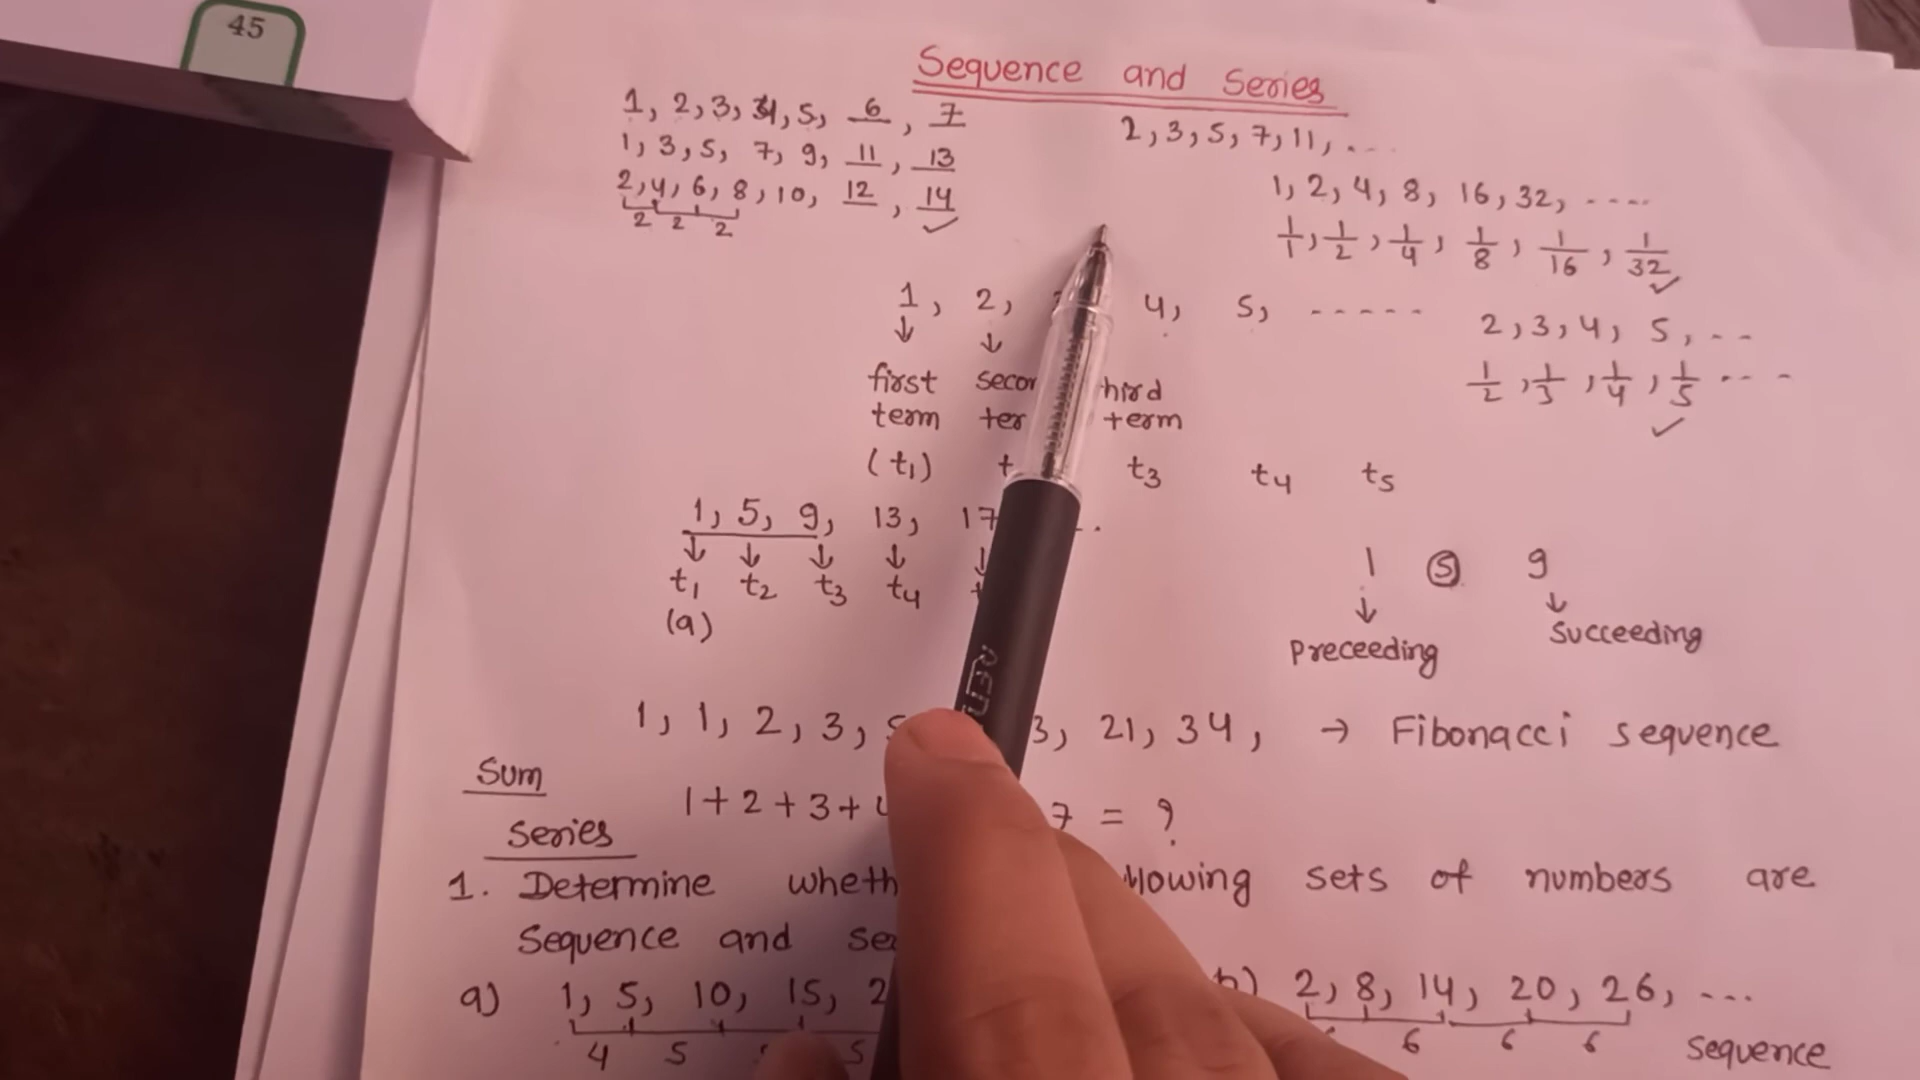 45
Sequence and Series
1, 2, 3, 4, 5, 6, 7
2, 3, 5, 7, 11, ....
1, 3, 5, 7, 9, 11, 13
2, 4, 6, 8, 10, 12, 14
2 2 2
1, 2, 4, 8, 16, 32, ----
1/1, 1/2, 1/4, 1/8, 1/16, 1/32
1, 2, 4, 5, -----
2, 3, 4, 5, ---
1/2, 1/3, 1/4, 1/5 ---
first
term term
(t1) t3 t4 t5
1, 5, 9, 13, 17
t1 t2 t3 t4
(a)
1 5 9
Preceeding Succeeding
1, 1, 2, 3, 21, 34, → Fibonacci sequence
Sum
1+2+3+ 7 = ?
Series
1. Determine sets of numbers are
Sequence and
a) 1, 5, 10, 15,
4 5 5
b) 2, 8, 14, 20, 26, ---
6 6 6 6 Sequence